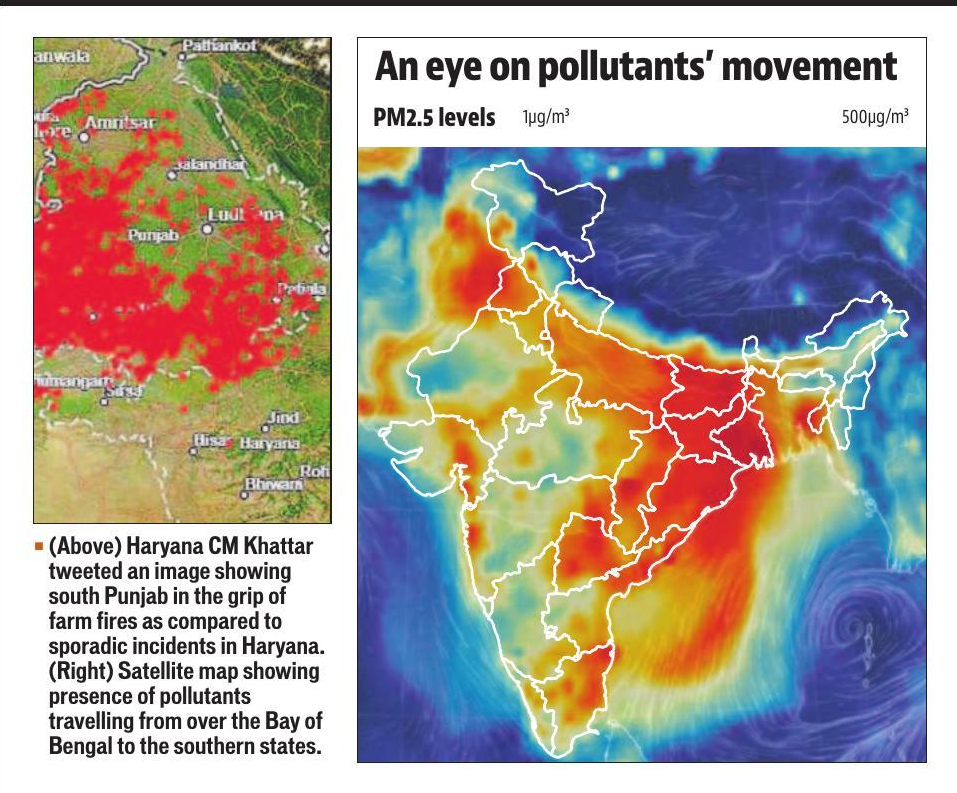 An eye on pollutants' movement
PM2.5 levels 1µg/m³ 500µg/m³
anwala
Pathankot
Amritsar
Jalandhar
Punjab
Patiala
Sirsa
Jind
Haryana
Bhiwani
(Above) Haryana CM Khattar
tweeted an image showing
south Punjab in the grip of
farm fires as compared to
sporadic incidents in Haryana.
(Right) Satellite map showing
presence of pollutants
travelling from over the Bay of
Bengal to the southern states.